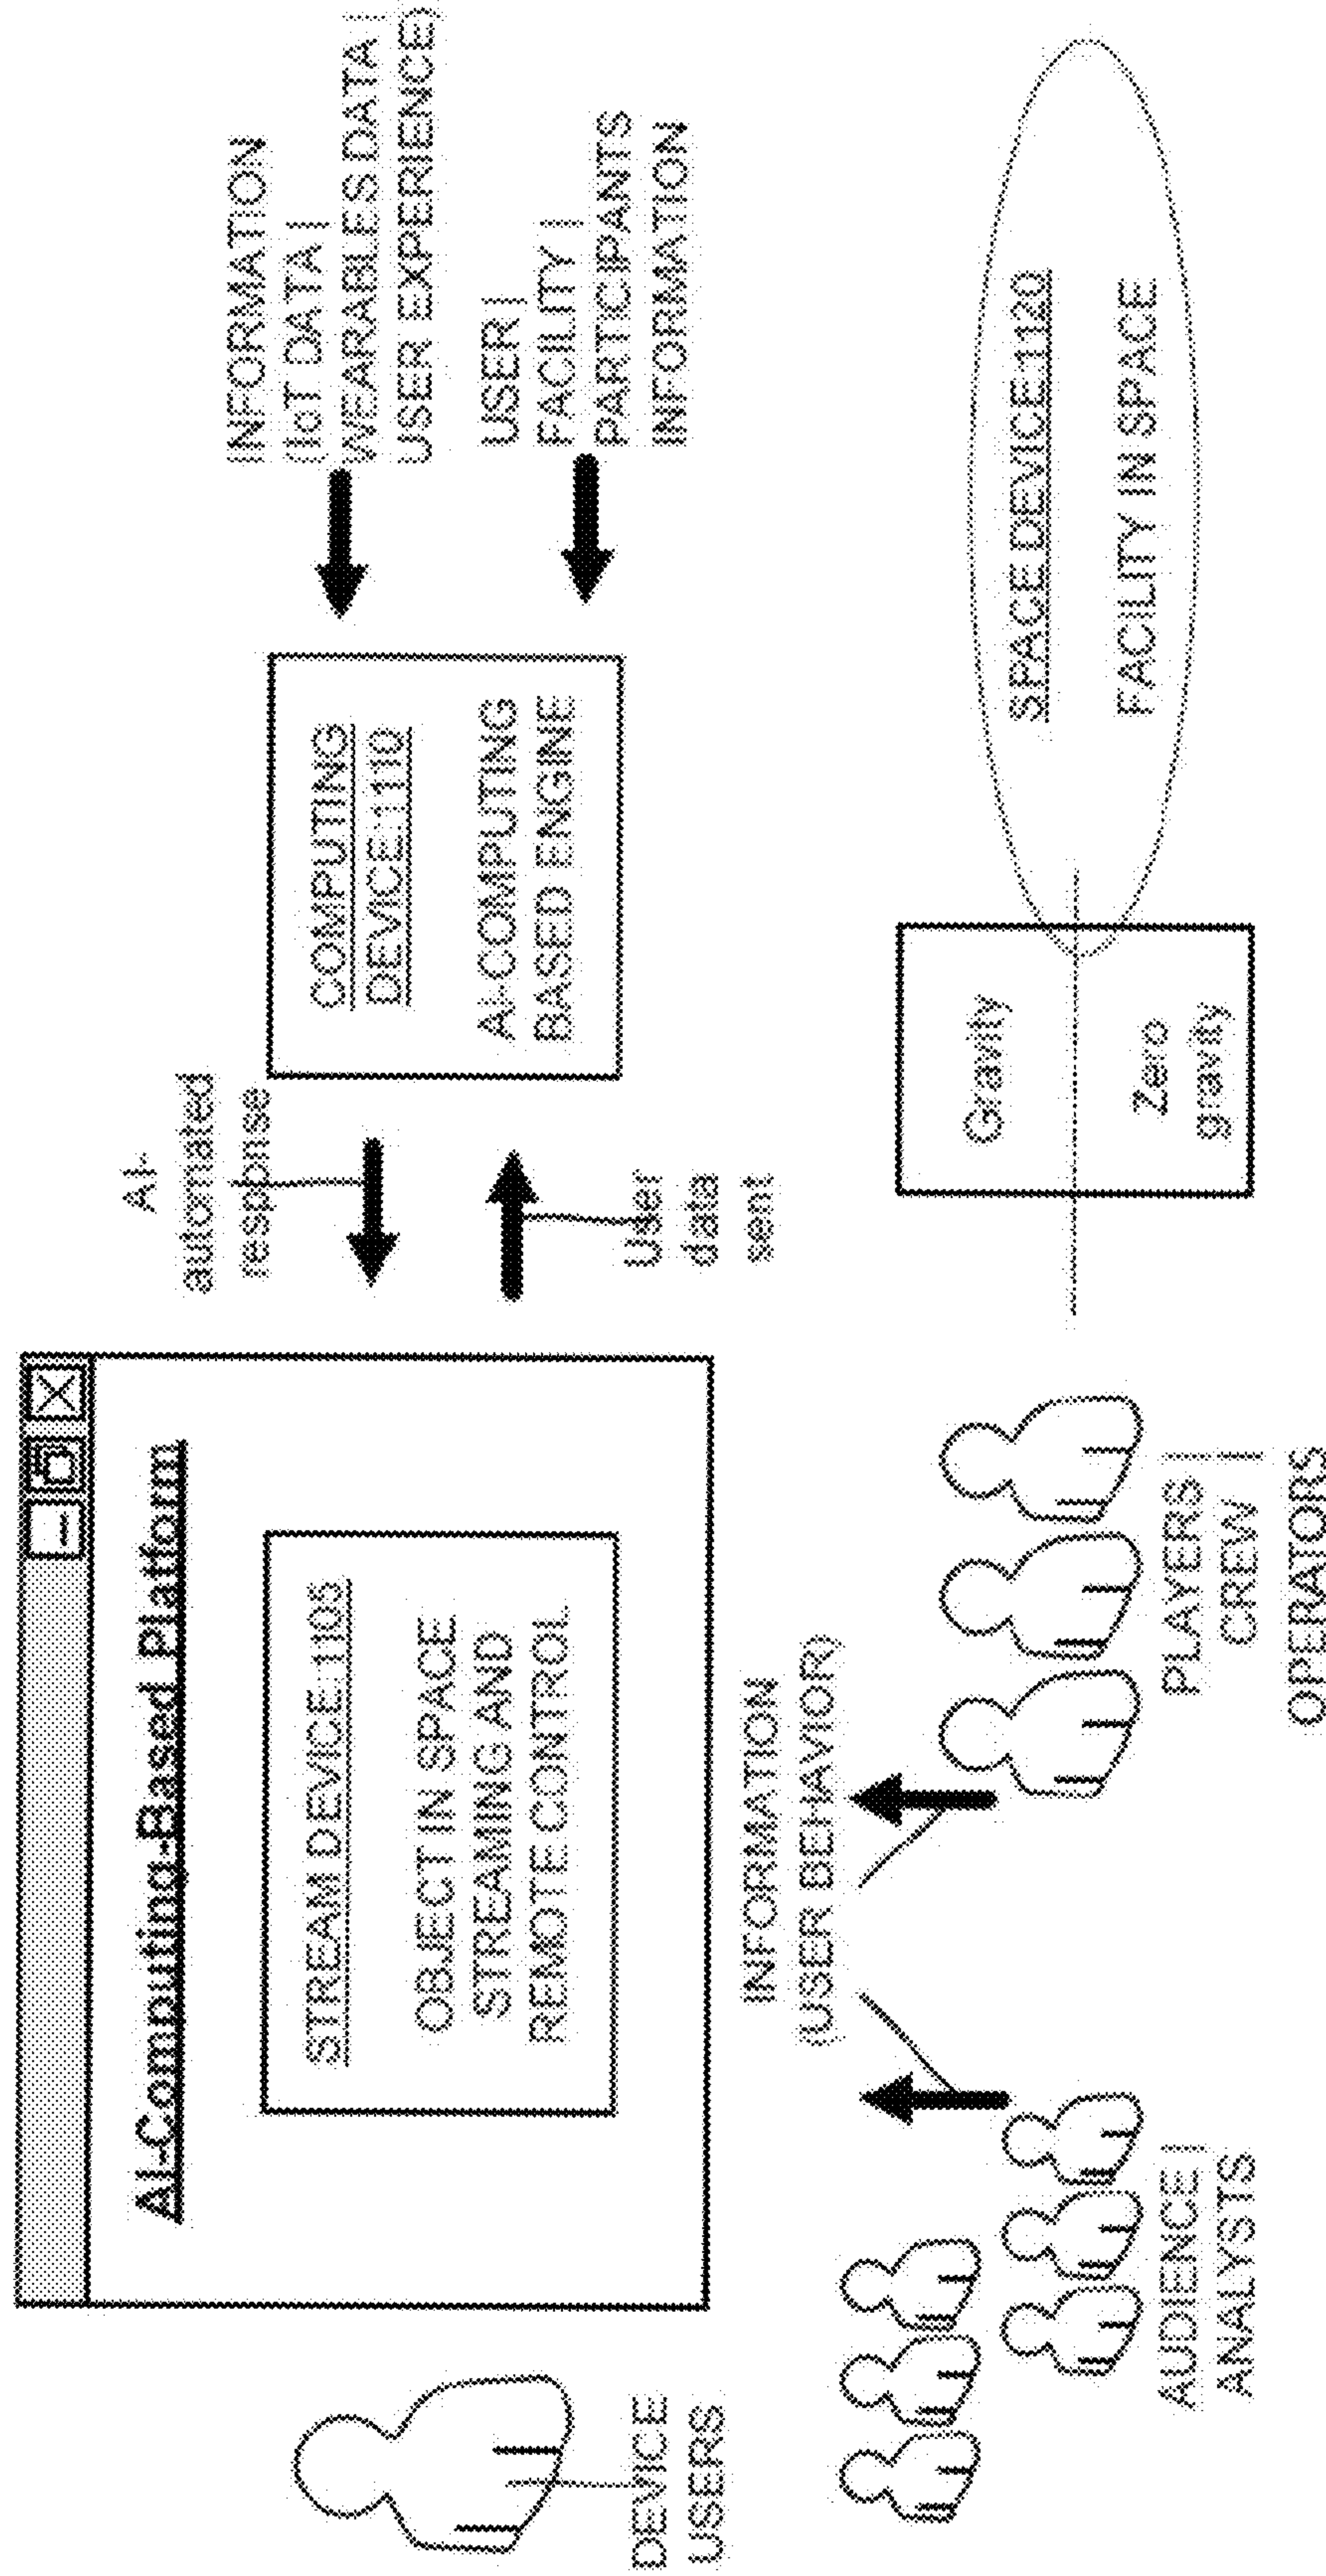 AI-Computing-Based Platform
STREAM DEVICE:1105
OBJECT IN SPACE
STREAMING AND
REMOTE CONTROL
DEVICE
USERS
AI-
automated
response
User
data
sent
COMPUTING
DEVICE:1110
AI-COMPUTING
BASED ENGINE
INFORMATION
(IoT DATA |
WEARABLES DATA |
USER EXPERIENCE)
USER |
FACILITY |
PARTICIPANTS
INFORMATION
INFORMATION
(USER BEHAVIOR)
AUDIENCE |
ANALYSTS
PLAYERS |
CREW |
OPERATORS
Gravity
Zero
gravity
SPACE DEVICE:1120
FACILITY IN SPACE